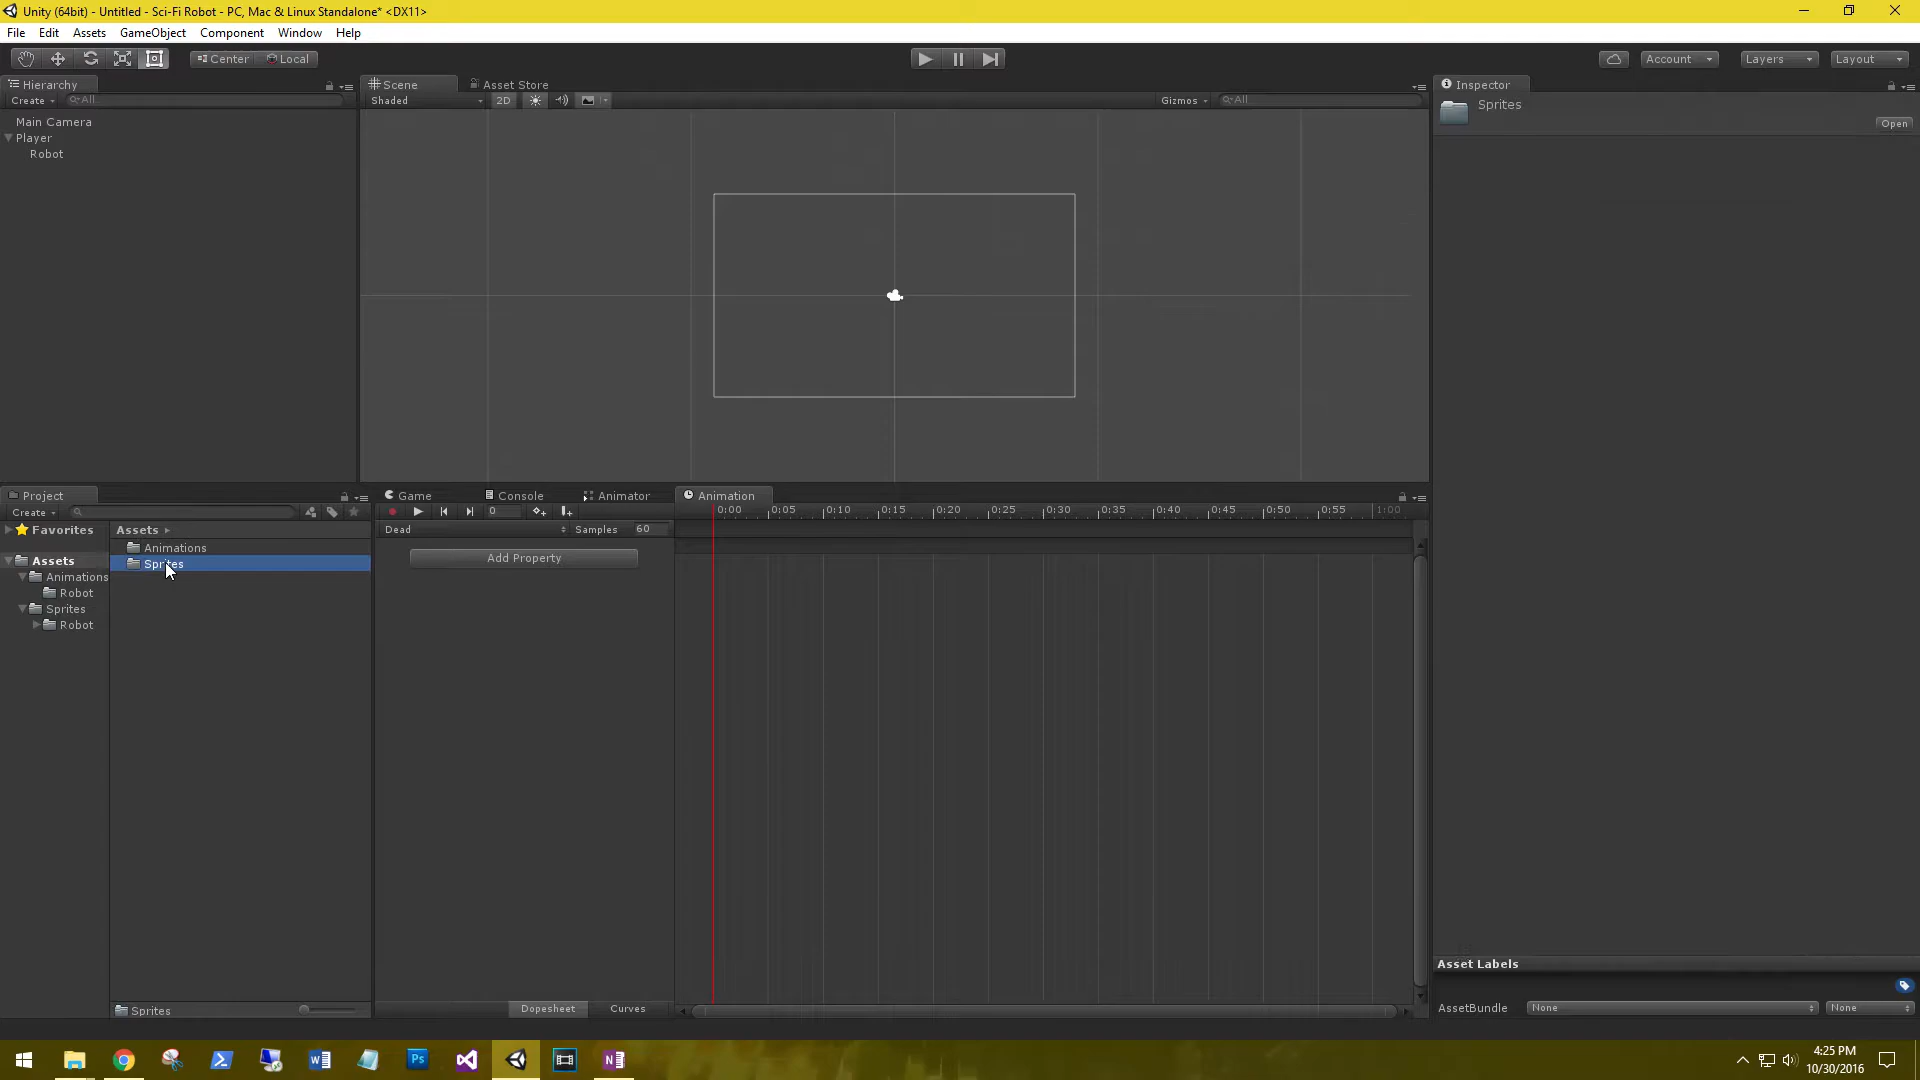 Unity (64bit) - Untitled - Sci-Fi Robot - PC, Mac & Linux Standalone* <DX11>
File Edit Assets GameObject Component Window Help
Center Local
Account Layers Layout
Hierarchy
Create All
Main Camera
Player
Robot
Scene Asset Store
Shaded 2D Gizmos All
Inspector
Sprites
Open
Project
Create
Favorites
Assets
Animations
Robot
Sprites
Robot
Assets
Animations
Sprites
Sprites
Game Console Animator Animation
0
Dead Samples 60
Add Property
0:00 0:05 0:10 0:15 0:20 0:25 0:30 0:35 0:40 0:45 0:50 0:55 1:00
Dopesheet Curves
Asset Labels
AssetBundle None None
Ps
4:25 PM
10/30/2016